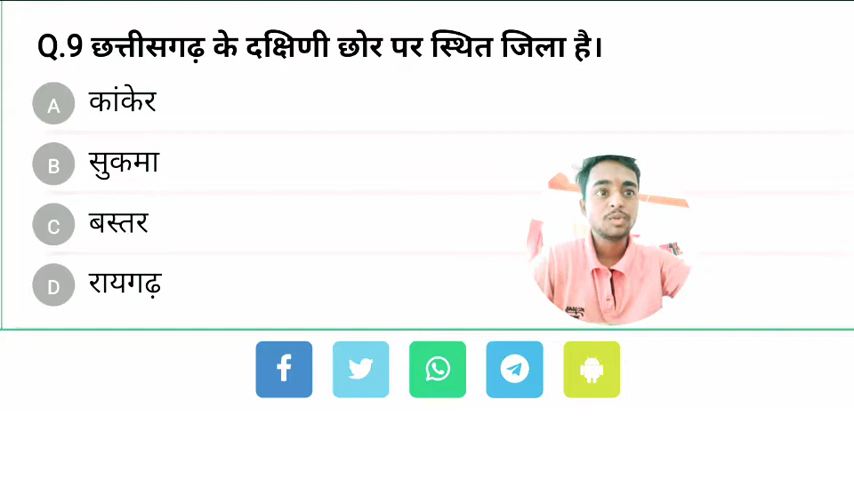 Q.9 छत्तीसगढ़ के दक्षिणी छोर पर स्थित जिला है।
A कांकेर
B सुकमा
C बस्तर
D रायगढ़